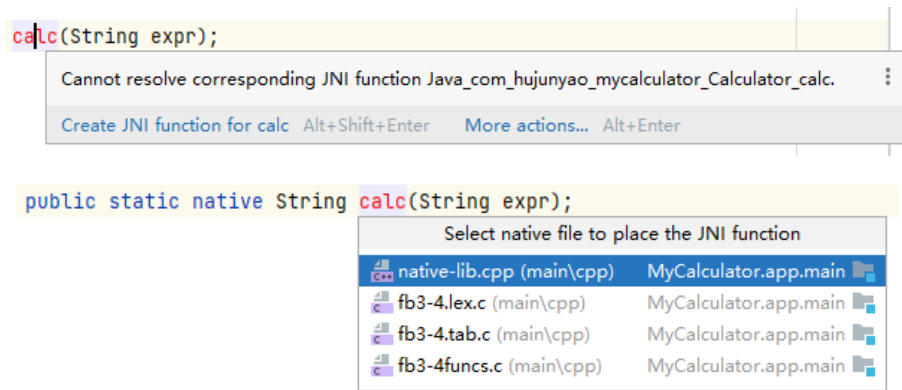 calc(String expr);
Cannot resolve corresponding JNI function Java_com_hujunyao_mycalculator_Calculator_calc.
Create JNI function for calc Alt+Shift+Enter More actions... Alt+Enter
public static native String calc(String expr);
Select native file to place the JNI function
C++ native-lib.cpp (main\cpp) MyCalculator.app.main
C fb3-4.lex.c (main\cpp) MyCalculator.app.main
C fb3-4.tab.c (main\cpp) MyCalculator.app.main
C fb3-4funcs.c (main\cpp) MyCalculator.app.main